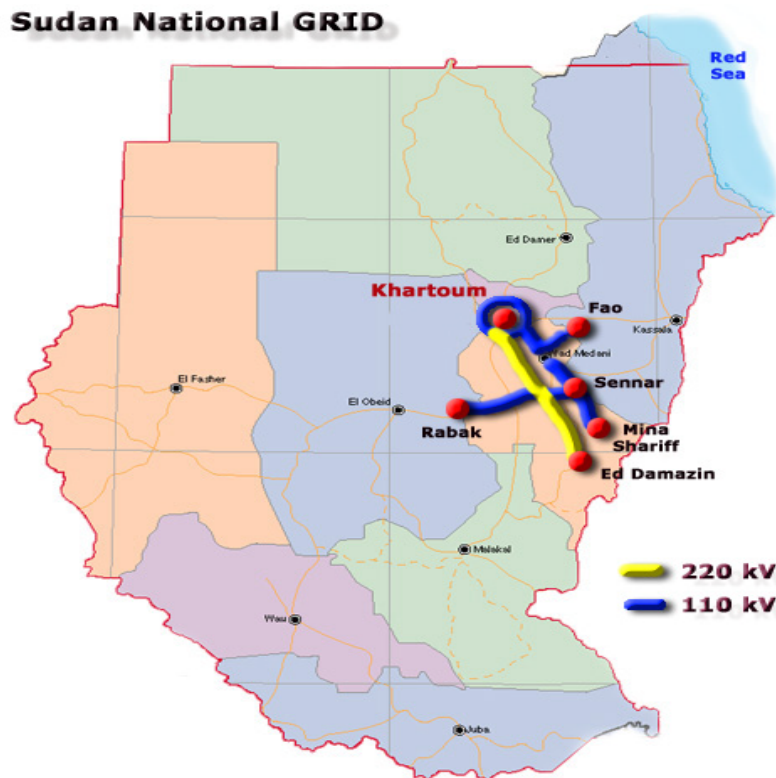 Sudan National GRID
Red
Sea
Ed Damer
Khartoum
Fao
Kassala
Wad Medani
El Fasher
Sennar
El Obeid
Rabak
Mina
Shariff
Ed Damazin
Malakal
220 kV
110 kV
Wau
Juba